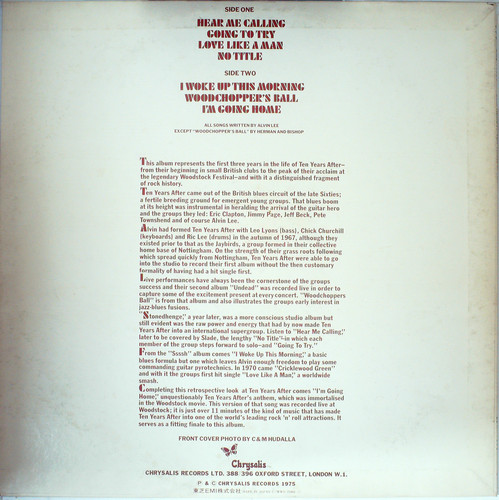 SIDE ONE
HEAR ME CALLING
GOING TO TRY
LOVE LIKE A MAN
NO TITLE
SIDE TWO
I WOKE UP THIS MORNING
WOODCHOPPER'S BALL
I'M GOING HOME
ALL SONGS WRITTEN BY ALVIN LEE
EXCEPT "WOODCHOPPER'S BALL" BY HERMAN AND BISHOP
This album represents the first three years in the life of Ten Years After—
from their beginning in small British clubs to the peak of their acclaim at
the legendary Woodstock Festival—and with it a distinguished fragment
of rock history.
Ten Years After came out of the British blues circuit of the late Sixties;
a fertile breeding ground for emergent young groups. That blues boom
at its height was instrumental in heralding the arrival of the guitar hero
and the groups they led: Eric Clapton, Jimmy Page, Jeff Beck, Pete
Townshend and of course Alvin Lee.
Alvin had formed Ten Years After with Leo Lyons (bass), Chick Churchill
(keyboards) and Ric Lee (drums) in the autumn of 1967, although they
existed prior to that as the Jaybirds, a group formed in their collective
home base of Nottingham. On the strength of their grass roots following
which spread quickly from Nottingham, Ten Years After were able to go
into the studio to record their first album without the then customary
formality of having had a hit single first.
Live performances have always been the cornerstone of the groups
success and their second album "Undead" was recorded live in order to
capture some of the excitement present at every concert. "Woodchoppers
Ball" is from that album and also illustrates the groups early interest in
jazz-blues fusions.
"Stonedhenge," a year later, was a more conscious studio album but
still evident was the raw power and energy that had by now made Ten
Years After into an international supergroup. Listen to "Hear Me Calling,"
later to be covered by Slade, the lengthy "No Title"-in which each
member of the group steps forward to solo—and "Going To Try."
From the "Ssssh" album comes "I Woke Up This Morning," a basic
blues formula but one which leaves Alvin enough freedom to play some
commanding guitar pyrotechnics. In 1970 came "Cricklewood Green"
and with it the groups first hit single "Love Like A Man," a worldwide
smash.
Completing this retrospective look at Ten Years After comes "I'm Going
Home," unquestionably Ten Years After's anthem, which was immortalised
in the Woodstock movie. This version of that song was recorded live at
Woodstock; it is just over 11 minutes of the kind of music that has made
Ten Years After into one of the world's leading rock 'n' roll attractions. It
serves as a fitting finale to this album.
FRONT COVER PHOTO BY C & M HUDALLA
Chrysalis
CHRYSALIS RECORDS LTD. 388-396 OXFORD STREET, LONDON W.1.
P & C CHRYSALIS RECORDS 1975
東芝EMI株式会社